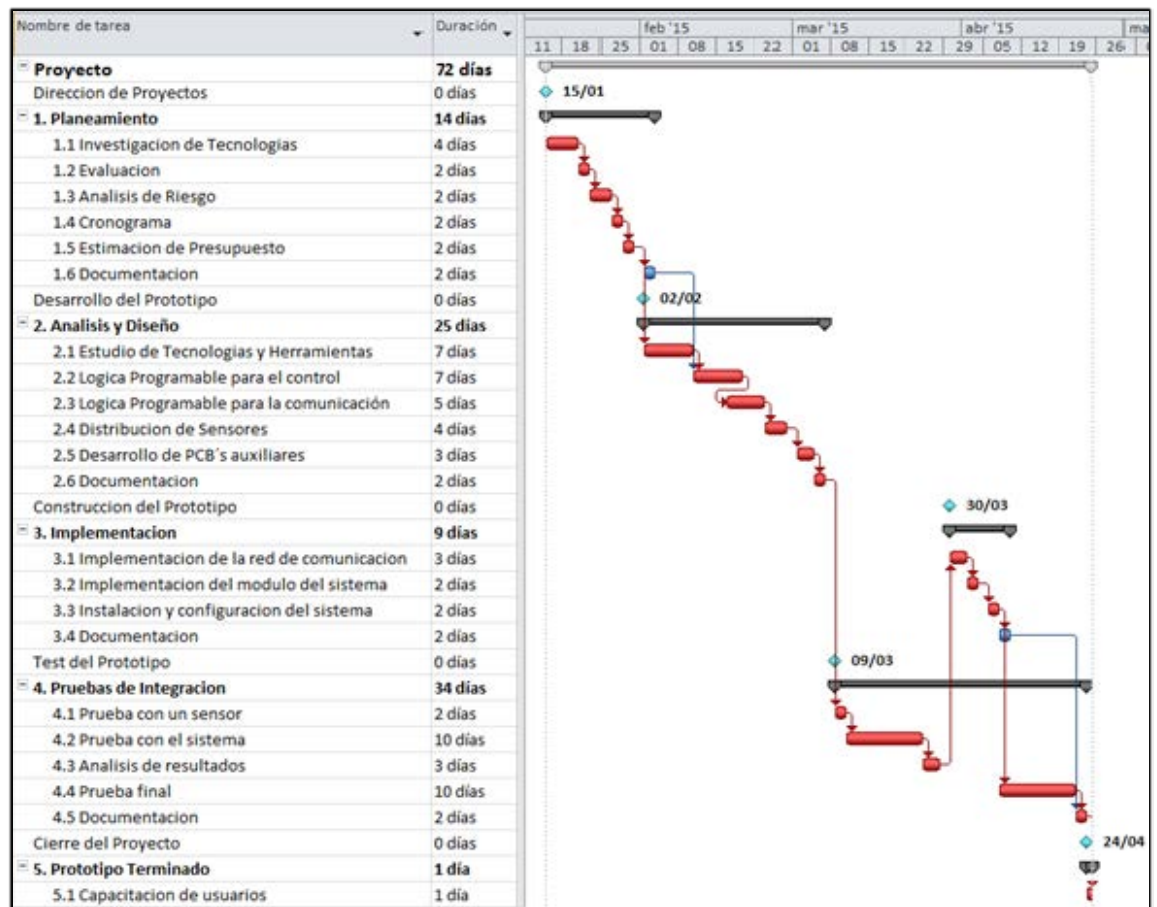 Nombre de tarea Duración feb '15 mar '15 abr '15 ma
11 18 25 01 08 15 22 01 08 15 22 29 05 12 19 26
Proyecto 72 días
Direccion de Proyectos 0 días 15/01
1. Planeamiento 14 días
1.1 Investigacion de Tecnologias 4 días
1.2 Evaluacion 2 días
1.3 Analisis de Riesgo 2 días
1.4 Cronograma 2 días
1.5 Estimacion de Presupuesto 2 días
1.6 Documentacion 2 días
Desarrollo del Prototipo 0 días 02/02
2. Analisis y Diseño 25 días
2.1 Estudio de Tecnologias y Herramientas 7 días
2.2 Logica Programable para el control 7 días
2.3 Logica Programable para la comunicación 5 días
2.4 Distribucion de Sensores 4 días
2.5 Desarrollo de PCB´s auxiliares 3 días
2.6 Documentacion 2 días
Construccion del Prototipo 0 días 30/03
3. Implementacion 9 días
3.1 Implementacion de la red de comunicacion 3 días
3.2 Implementacion del modulo del sistema 2 días
3.3 Instalacion y configuracion del sistema 2 días
3.4 Documentacion 2 días
Test del Prototipo 0 días 09/03
4. Pruebas de Integracion 34 días
4.1 Prueba con un sensor 2 días
4.2 Prueba con el sistema 10 días
4.3 Analisis de resultados 3 días
4.4 Prueba final 10 días
4.5 Documentacion 2 días
Cierre del Proyecto 0 días 24/04
5. Prototipo Terminado 1 día
5.1 Capacitacion de usuarios 1 día